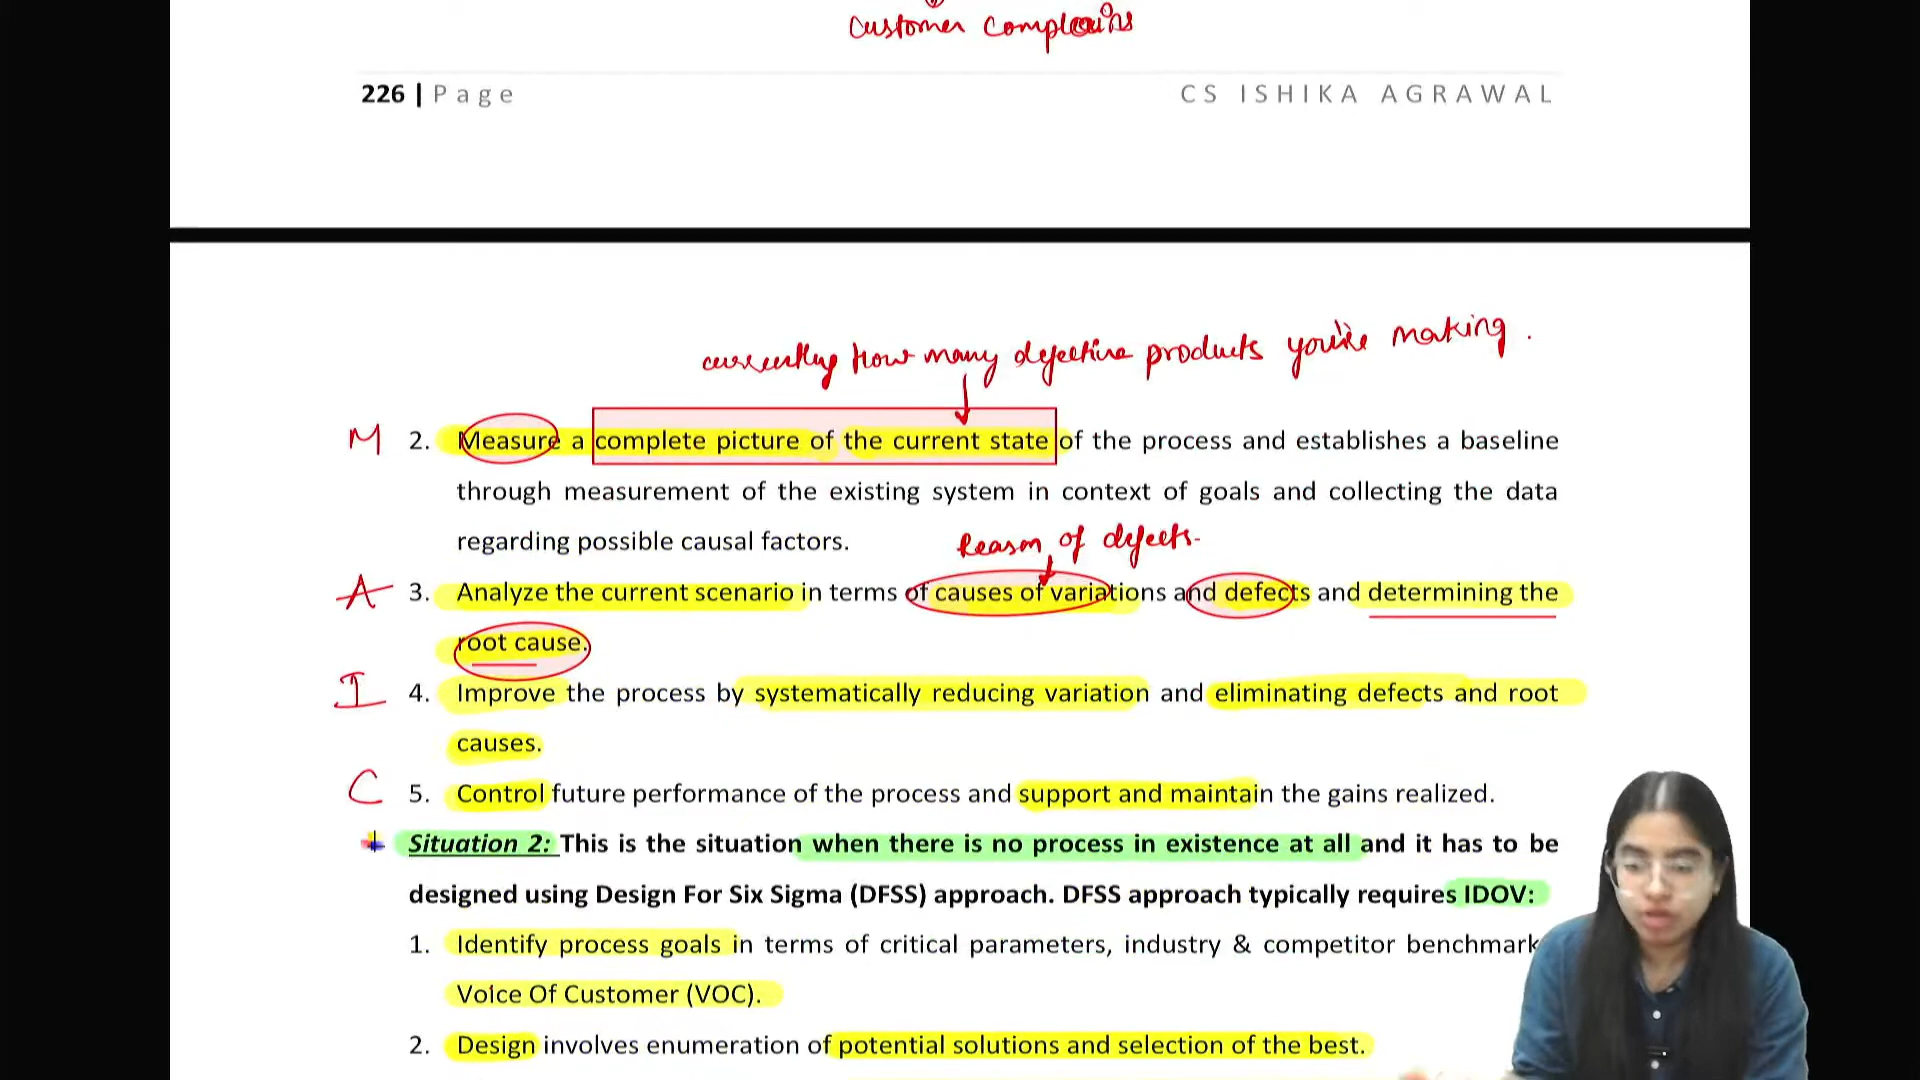 Customer Complains
226 | Page
CS ISHIKA AGRAWAL
currently how many defective products you're making.
M 2. Measure a complete picture of the current state of the process and establishes a baseline
through measurement of the existing system in context of goals and collecting the data
regarding possible causal factors.
Reason of defects.
A 3. Analyze the current scenario in terms of causes of variations and defects and determining the
root cause.
I 4. Improve the process by systematically reducing variation and eliminating defects and root
causes.
C 5. Control future performance of the process and support and maintain the gains realized.
Situation 2: This is the situation when there is no process in existence at all and it has to be
designed using Design For Six Sigma (DFSS) approach. DFSS approach typically requires IDOV:
1. Identify process goals in terms of critical parameters, industry & competitor benchmark
Voice Of Customer (VOC).
2. Design involves enumeration of potential solutions and selection of the best.